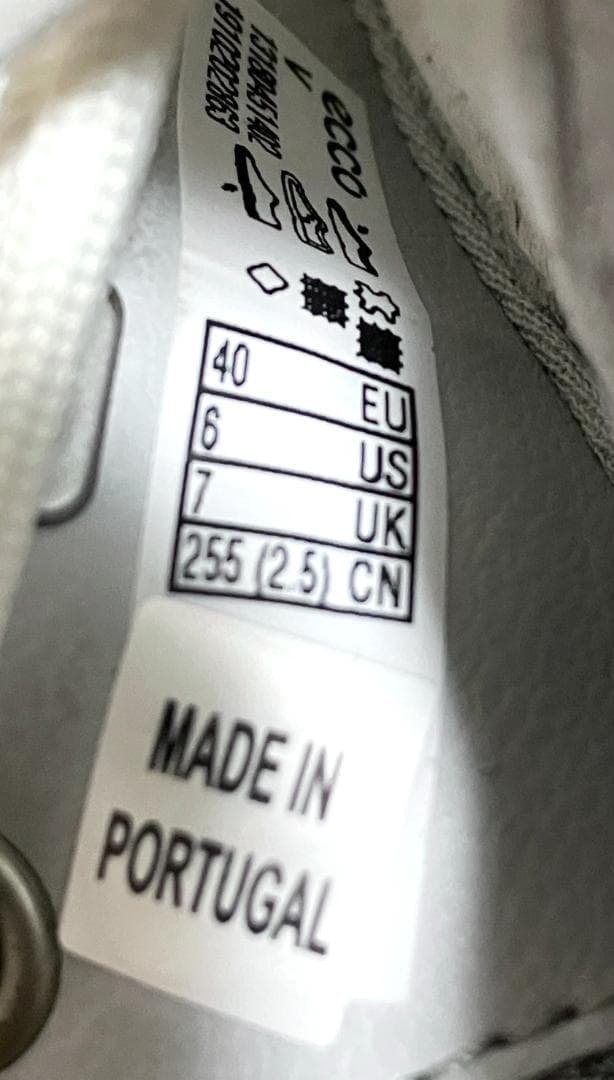 ecco
40 EU
6 US
7 UK
255 (2.5) CN
MADE IN
PORTUGAL